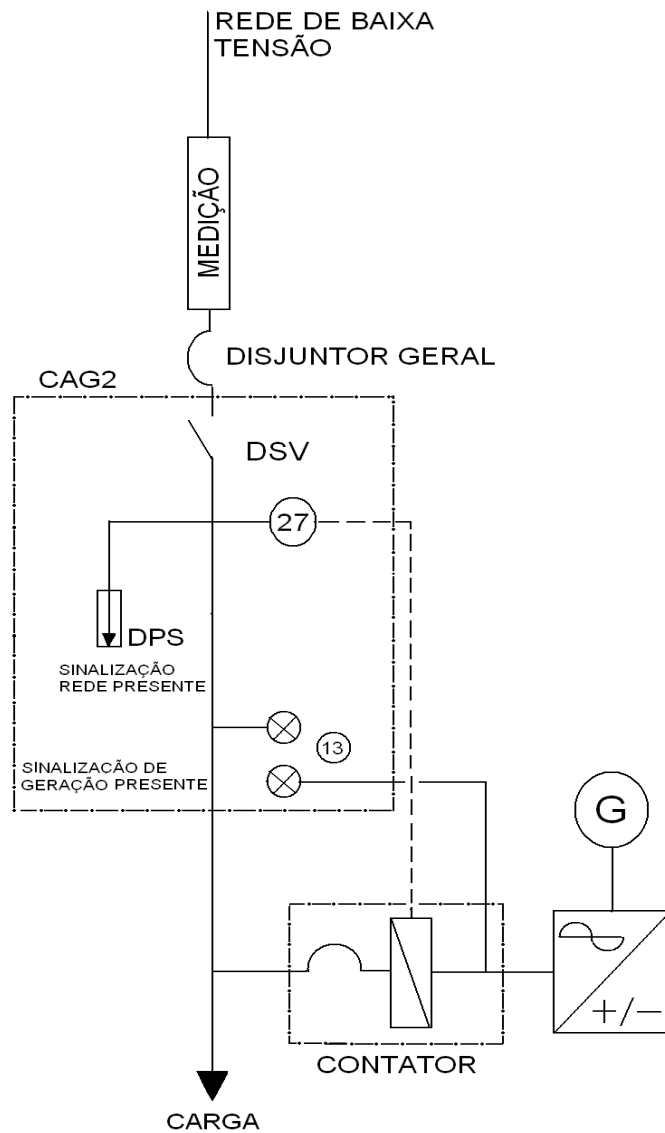 REDE DE BAIXA
TENSÃO
MEDIÇÃO
DISJUNTOR GERAL
CAG2
DSV
27
DPS
SINALIZAÇÃO
REDE PRESENTE
13
SINALIZACÃO DE
GERAÇÃO PRESENTE
G
+/-
CONTATOR
CARGA